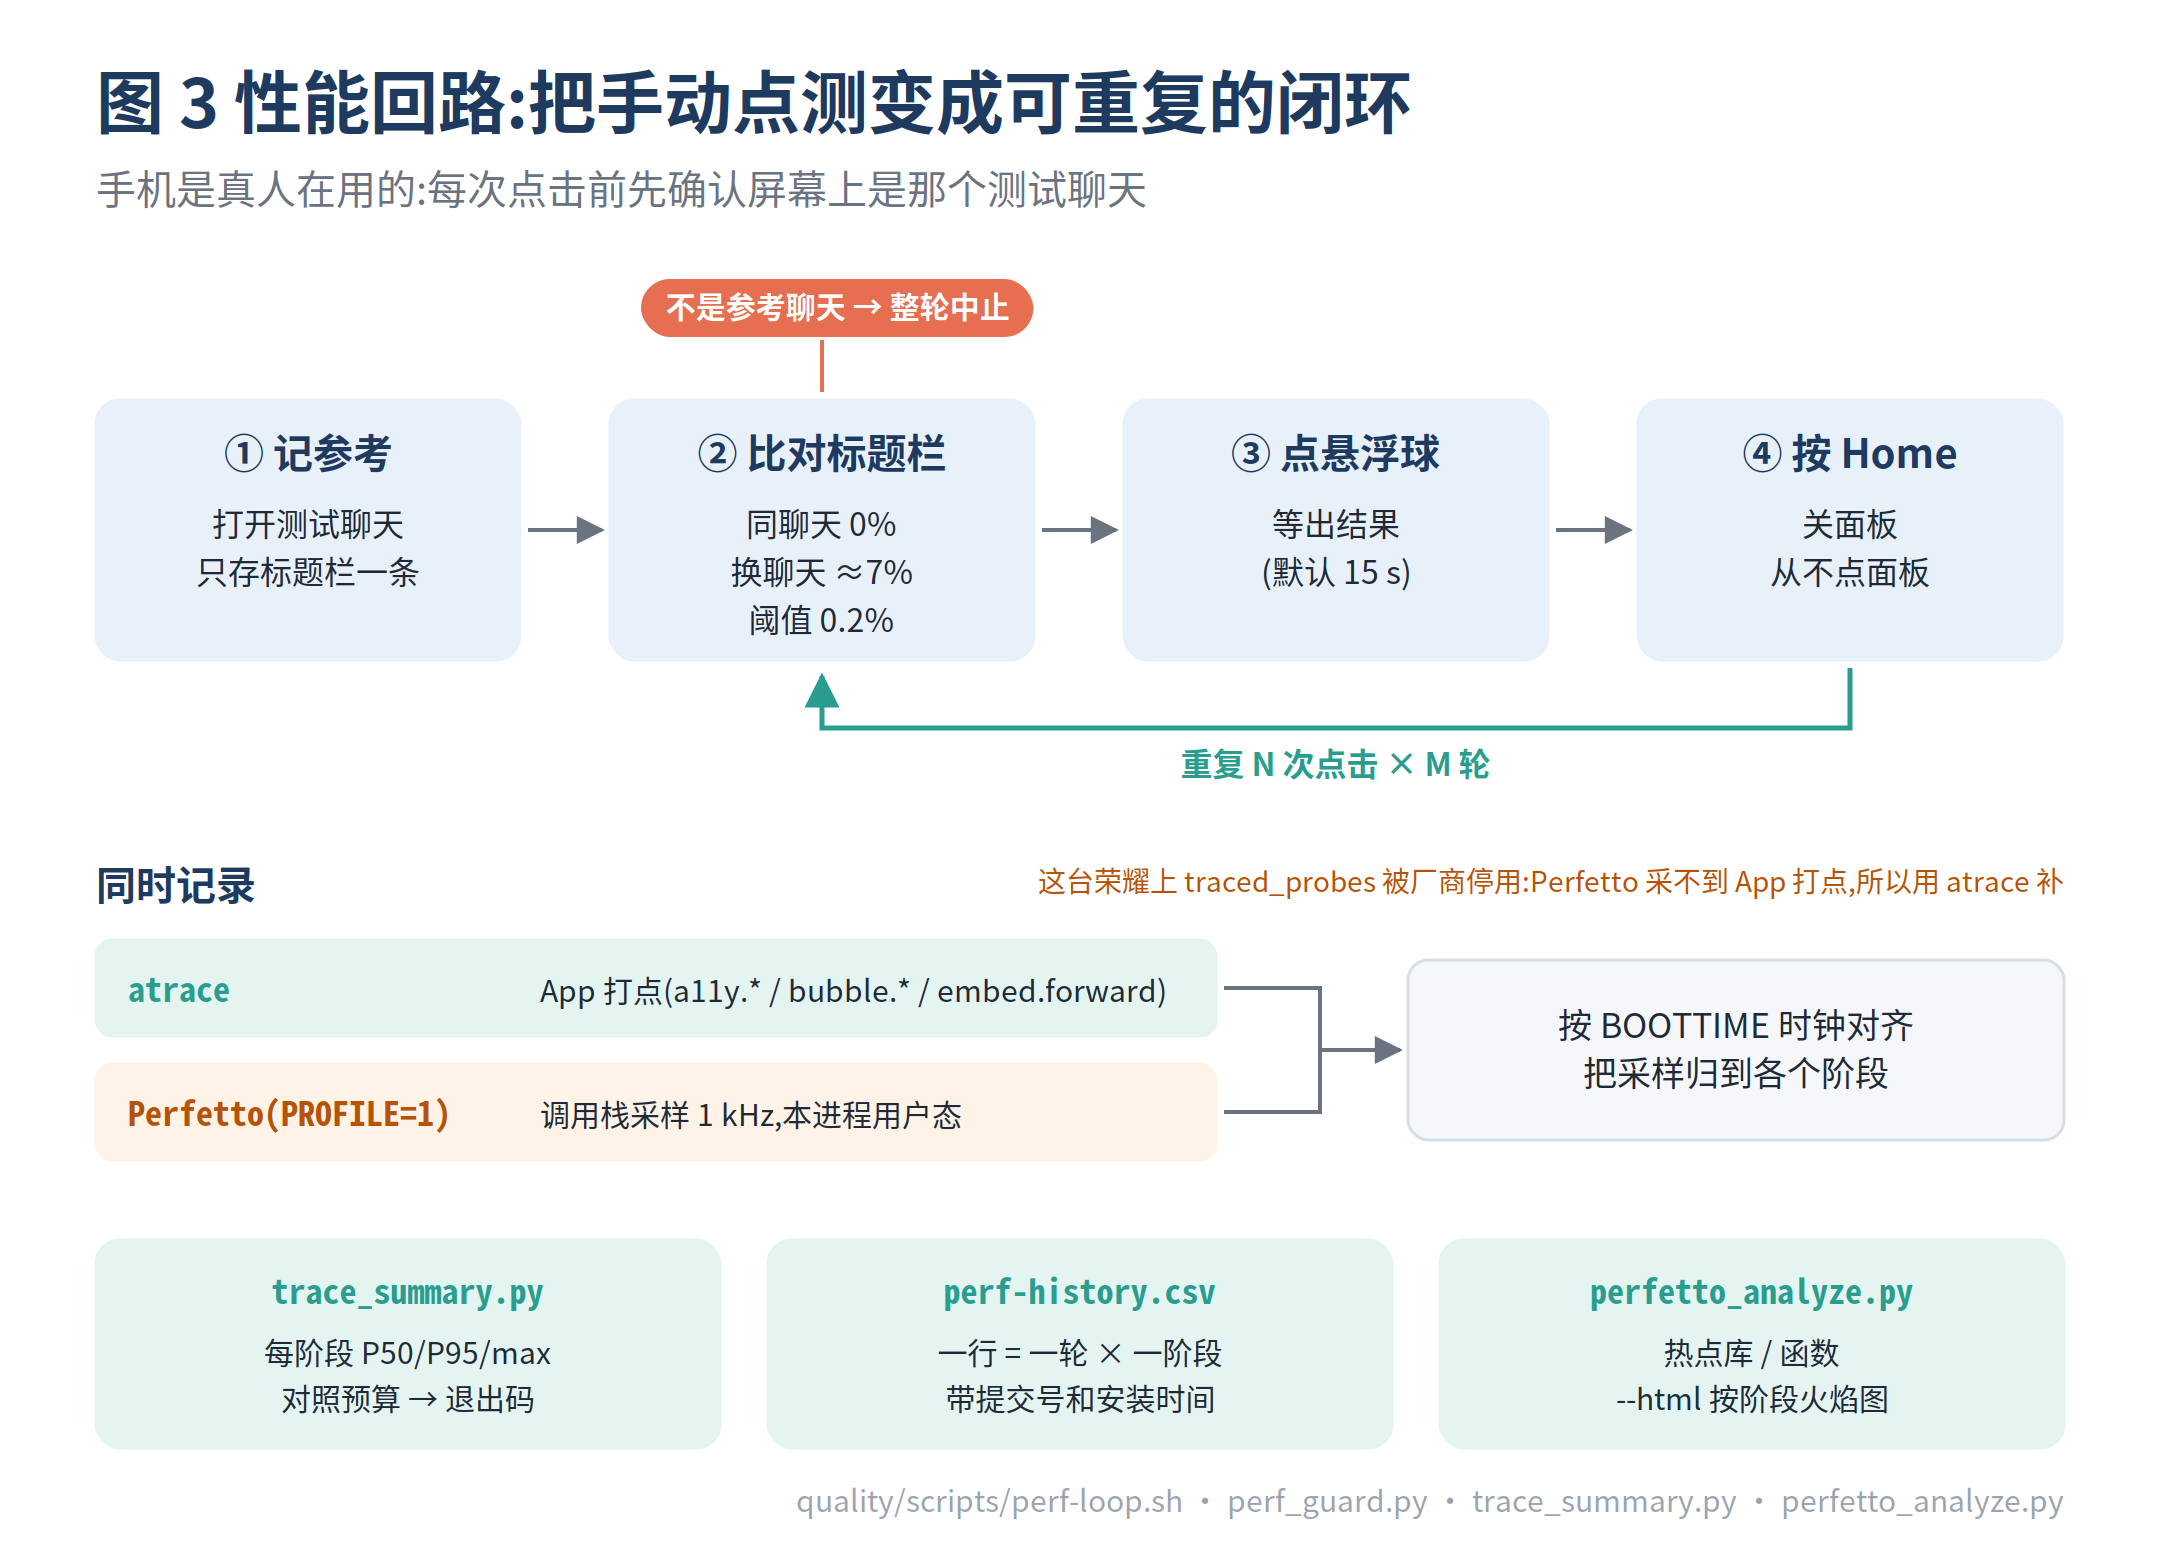 图 3 性能回路:把手动点测变成可重复的闭环
手机是真人在用的:每次点击前先确认屏幕上是那个测试聊天
不是参考聊天 → 整轮中止
① 记参考
打开测试聊天
只存标题栏一条
② 比对标题栏
同聊天 0%
换聊天 ≈7%
阈值 0.2%
③ 点悬浮球
等出结果
(默认 15 s)
④ 按 Home
关面板
从不点面板
重复 N 次点击 × M 轮
同时记录
这台荣耀上 traced_probes 被厂商停用:Perfetto 采不到 App 打点,所以用 atrace 补
atrace
App 打点(a11y.* / bubble.* / embed.forward)
Perfetto(PROFILE=1)
调用栈采样 1 kHz,本进程用户态
按 BOOTTIME 时钟对齐
把采样归到各个阶段
trace_summary.py
每阶段 P50/P95/max
对照预算 → 退出码
perf-history.csv
一行 = 一轮 × 一阶段
带提交号和安装时间
perfetto_analyze.py
热点库 / 函数
--html 按阶段火焰图
quality/scripts/perf-loop.sh · perf_guard.py · trace_summary.py · perfetto_analyze.py